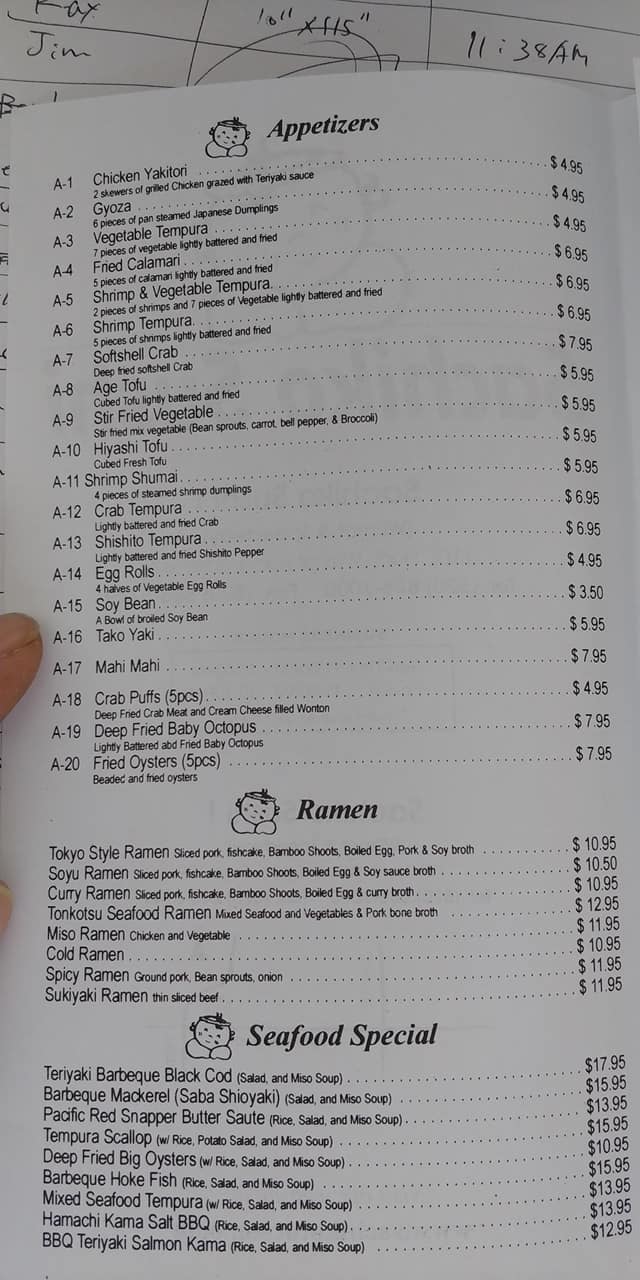 Jim
11:38AM
Appetizers
A-1 Chicken Yakitori $ 4.95
2 skewers of grilled Chicken grazed with Teriyaki sauce
A-2 Gyoza $ 4.95
6 pieces of pan steamed Japanese Dumplings
A-3 Vegetable Tempura $ 4.95
7 pieces of vegetable lightly battered and fried
A-4 Fried Calamari $ 6.95
5 pieces of calamari lightly battered and fried
A-5 Shrimp & Vegetable Tempura $ 6.95
2 pieces of shrimps and 7 pieces of Vegetable lightly battered and fried
A-6 Shrimp Tempura $ 6.95
5 pieces of shrimps lightly battered and fried
A-7 Softshell Crab $ 7.95
Deep fried softshell Crab
A-8 Age Tofu $ 5.95
Cubed Tofu lightly battered and fried
A-9 Stir Fried Vegetable $ 5.95
Stir fried mix vegetable (Bean sprouts, carrot, bell pepper, & Broccoli)
A-10 Hiyashi Tofu $ 5.95
Cubed Fresh Tofu
A-11 Shrimp Shumai $ 5.95
4 pieces of steamed shrimp dumplings
A-12 Crab Tempura $ 6.95
Lightly battered and fried Crab
A-13 Shishito Tempura $ 6.95
Lightly battered and fried Shishito Pepper
A-14 Egg Rolls $ 4.95
4 halves of Vegetable Egg Rolls
A-15 Soy Bean $ 3.50
A Bowl of broiled Soy Bean
A-16 Tako Yaki $ 5.95
A-17 Mahi Mahi $ 7.95
A-18 Crab Puffs (5pcs) $ 4.95
Deep Fried Crab Meat and Cream Cheese filled Wonton
A-19 Deep Fried Baby Octopus $ 7.95
Lightly Battered abd Fried Baby Octopus
A-20 Fried Oysters (5pcs) $ 7.95
Beaded and fried oysters
Ramen
Tokyo Style Ramen Sliced pork, fishcake, Bamboo Shoots, Boiled Egg, Pork & Soy broth $ 10.95
Soyu Ramen Sliced pork, fishcake, Bamboo Shoots, Boiled Egg & Soy sauce broth $ 10.50
Curry Ramen Sliced pork, fishcake, Bamboo Shoots, Boiled Egg & curry broth $ 10.95
Tonkotsu Seafood Ramen Mixed Seafood and Vegetables & Pork bone broth $ 12.95
Miso Ramen Chicken and Vegetable $ 11.95
Cold Ramen $ 10.95
Spicy Ramen Ground pork, Bean sprouts, onion $ 11.95
Sukiyaki Ramen thin sliced beef $ 11.95
Seafood Special
Teriyaki Barbeque Black Cod (Salad, and Miso Soup) $17.95
Barbeque Mackerel (Saba Shioyaki) (Salad, and Miso Soup) $15.95
Pacific Red Snapper Butter Saute (Rice, Salad, and Miso Soup) $13.95
Tempura Scallop (w/ Rice, Potato Salad, and Miso Soup) $15.95
Deep Fried Big Oysters (w/ Rice, Salad, and Miso Soup) $10.95
Barbeque Hoke Fish (Rice, Salad, and Miso Soup) $15.95
Mixed Seafood Tempura (w/ Rice, Salad, and Miso Soup) $13.95
Hamachi Kama Salt BBQ (Rice, Salad, and Miso Soup) $13.95
BBQ Teriyaki Salmon Kama (Rice, Salad, and Miso Soup) $12.95